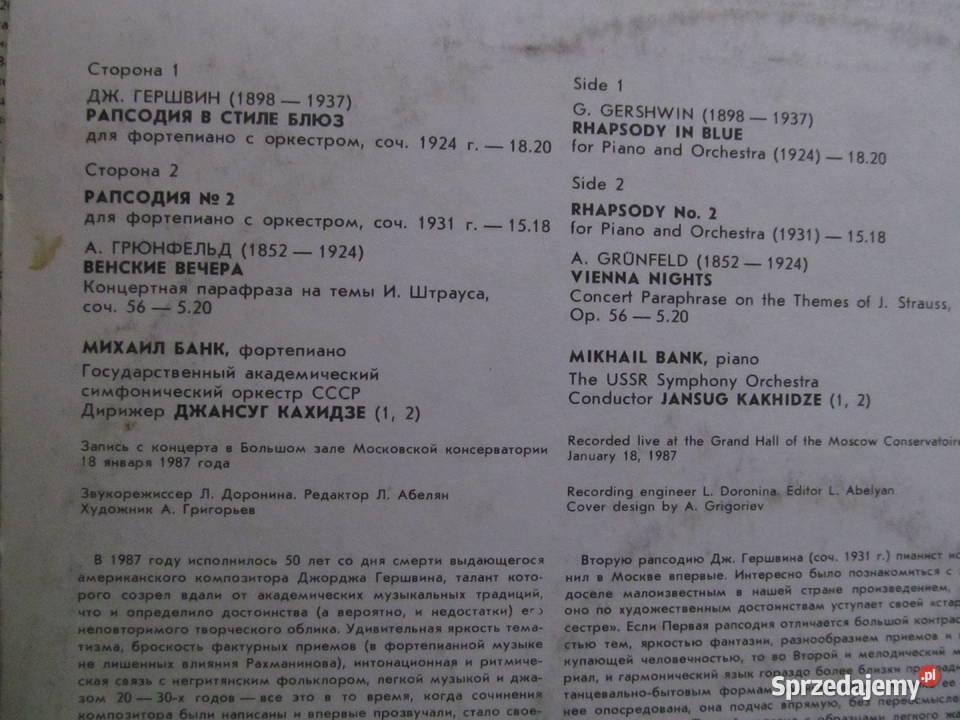 Сторона 1
ДЖ. ГЕРШВИН (1898 — 1937)
РАПСОДИЯ В СТИЛЕ БЛЮЗ
для фортепиано с оркестром, соч. 1924 г. — 18.20
Сторона 2
РАПСОДИЯ № 2
для фортепиано с оркестром, соч. 1931 г. — 15.18
А. ГРЮНФЕЛЬД (1852 — 1924)
ВЕНСКИЕ ВЕЧЕРА
Концертная парафраза на темы И. Штрауса,
соч. 56 — 5.20
МИХАИЛ БАНК, фортепиано
Государственный академический
симфонический оркестр СССР
Дирижер ДЖАНСУГ КАХИДЗЕ (1, 2)
Запись с концерта в Большом зале Московской консерватории
18 января 1987 года
Звукорежиссер Л. Доронина. Редактор Л. Абелян
Художник А. Григорьев
В 1987 году исполнилось 50 лет со дня смерти выдающегося
американского композитора Джорджа Гершвина, талант кото-
рого созрел вдали от академических музыкальных традиций,
что и определило достоинства (а вероятно, и недостатки) его
неповторимого творческого облика. Удивительная яркость тема-
тизма, броскость фактурных приемов (в фортепианной музыке
не лишенных влияния Рахманинова), интонационная и ритмиче-
ская связь с негритянским фольклором, легкой музыкой и джа-
зом 20 — 30-х годов — все это в то время, когда сочинения
композитора были написаны и впервые прозвучали, стало свое-
Side 1
G. GERSHWIN (1898 — 1937)
RHAPSODY IN BLUE
for Piano and Orchestra (1924) — 18.20
Side 2
RHAPSODY No. 2
for Piano and Orchestra (1931) — 15.18
A. GRÜNFELD (1852 — 1924)
VIENNA NIGHTS
Concert Paraphrase on the Themes of J. Strauss,
Op. 56 — 5.20
MIKHAIL BANK, piano
The USSR Symphony Orchestra
Conductor JANSUG KAKHIDZE (1, 2)
Recorded live at the Grand Hall of the Moscow Conservatoire
January 18, 1987
Recording engineer L. Doronina. Editor L. Abelyan
Cover design by A. Grigoriev
Вторую рапсодию Дж. Гершвина (соч. 1931 г.) пианист ис
нил в Москве впервые. Интересно было познакомиться с
доселе малоизвестным в нашей стране произведением,
оно по художественным достоинствам уступает своей «стар
сестре». Если Первая рапсодия отличается большой контрас
стью тем, яркостью фантазии, разнообразием приемов и
купающей человечностью, то во Второй и мелодический м
риал, и гармонический язык гораздо более близки
танцевально-бытовым формам
нее опосредована, она подчас впрямую, без
Sprzedajemy.pl